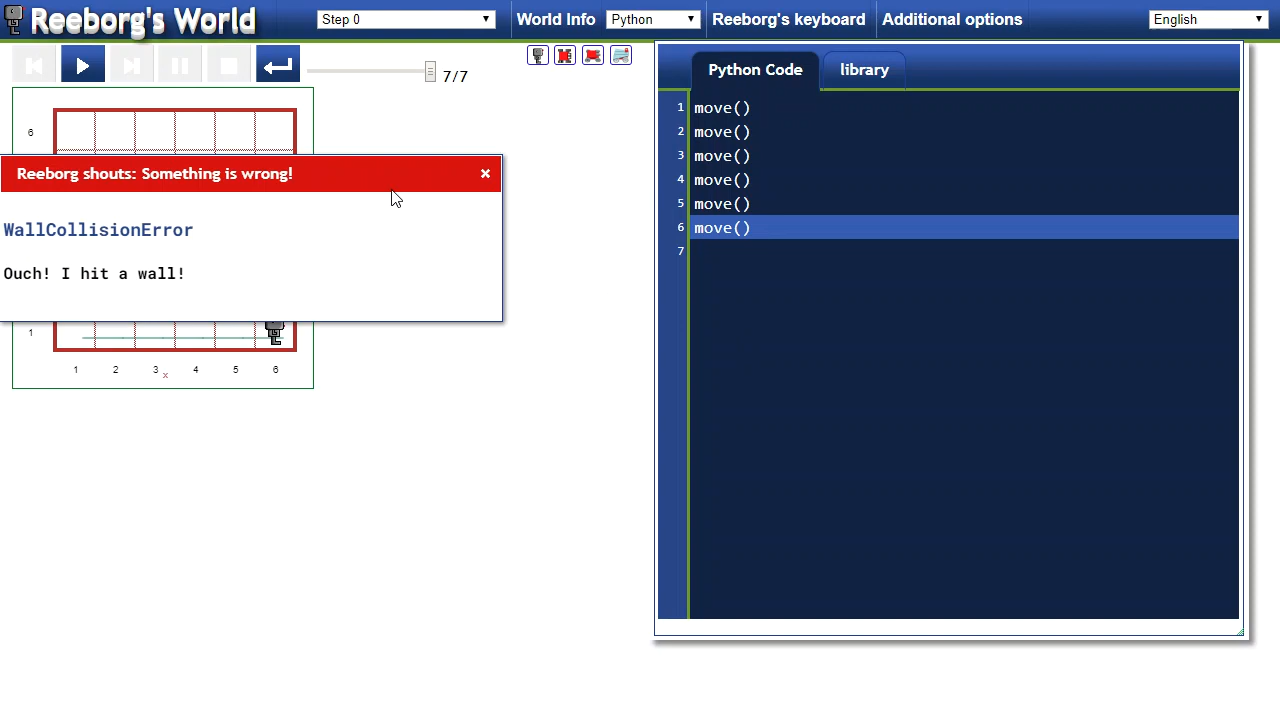 Reeborg's World
Step 0
World Info
Python
Reeborg's keyboard
Additional options
English
7/7
6
Reeborg shouts: Something is wrong!
×
WallCollisionError
Ouch! I hit a wall!
1
1 2 3 4 5 6
x
Python Code
library
1 move()
2 move()
3 move()
4 move()
5 move()
6 move()
7